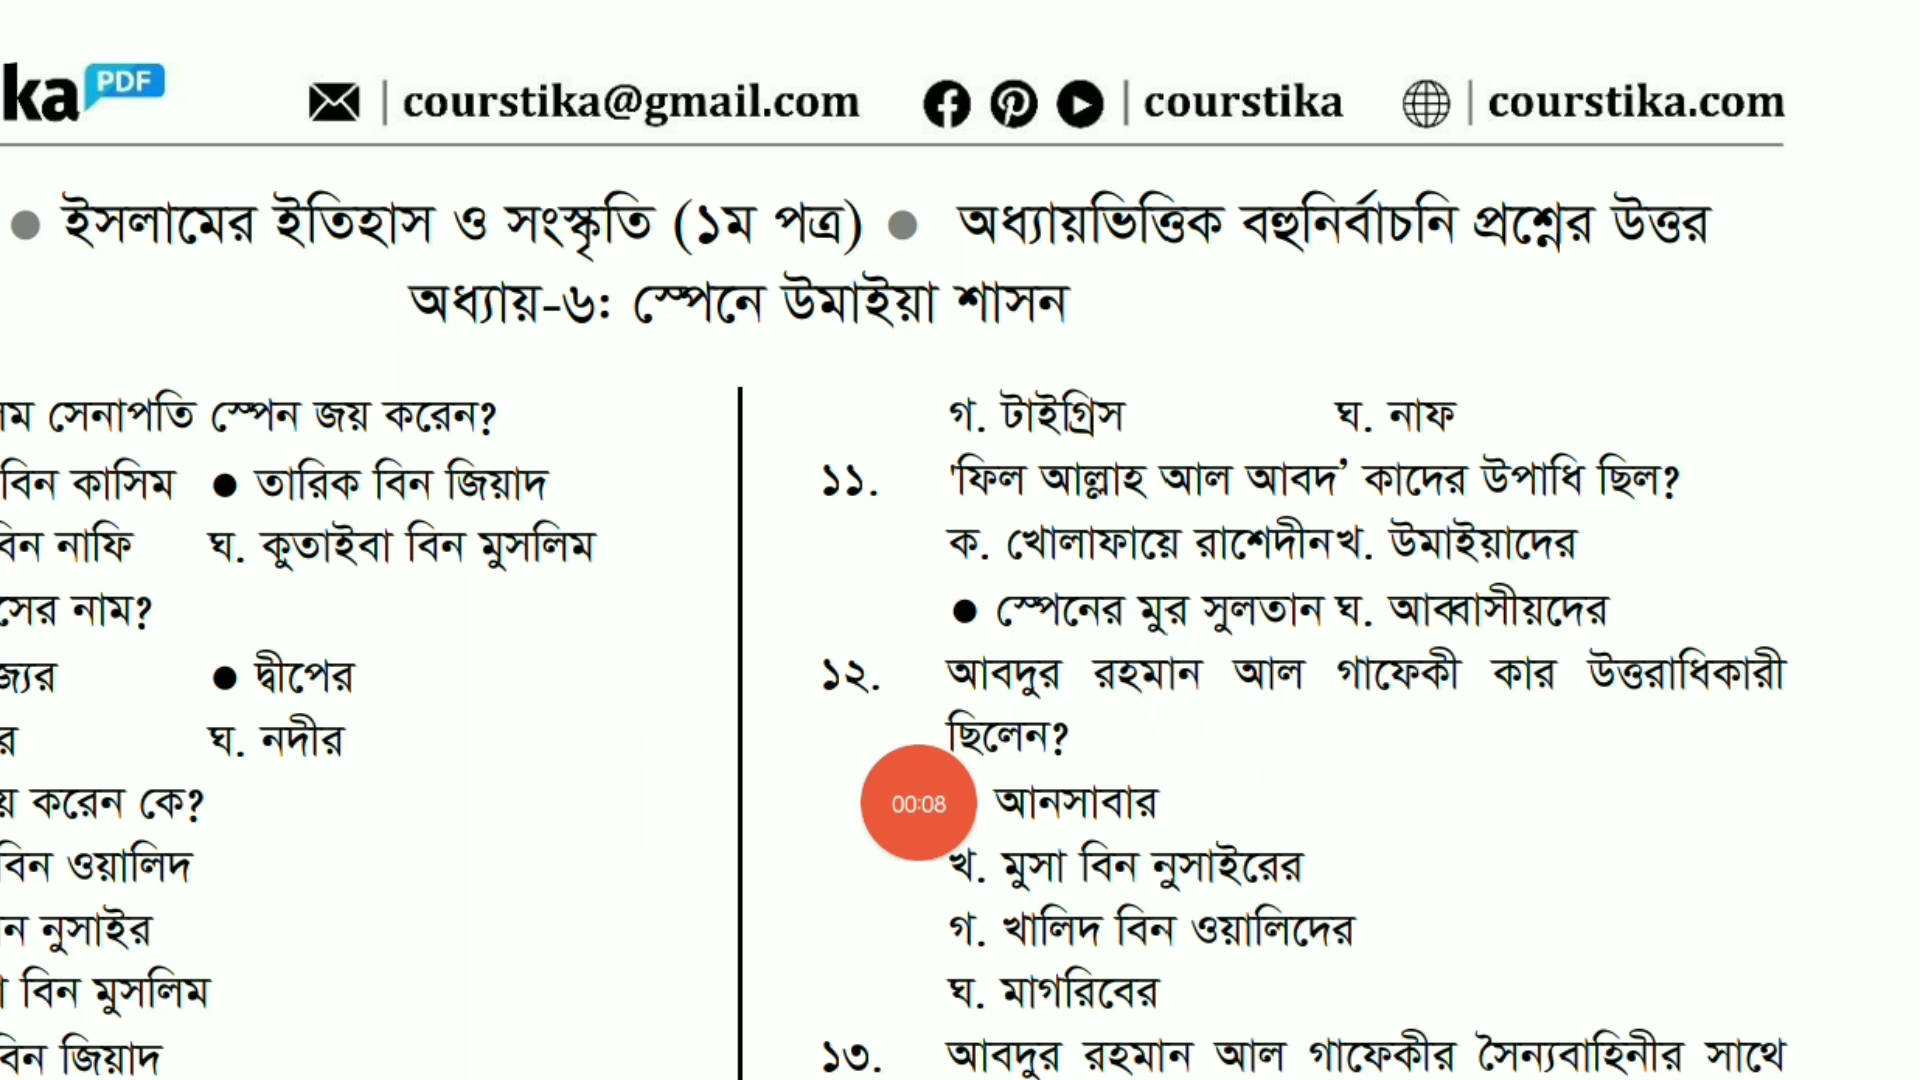 ka PDF | courstika@gmail.com | courstika | courstika.com
● ইসলামের ইতিহাস ও সংস্কৃতি (১ম পত্র) ● অধ্যায়ভিত্তিক বহুনির্বাচনি প্রশ্নের উত্তর
অধ্যায়-৬: স্পেনে উমাইয়া শাসন
সেনাপতি স্পেন জয় করেন?
বিন কাসিম ● তারিক বিন জিয়াদ
বিন নাফি ঘ. কুতাইবা বিন মুসলিম
নাম?
● দ্বীপের
ঘ. নদীর
করেন কে?
বিন ওয়ালিদ
নুসাইর
বিন মুসলিম
বিন জিয়াদ
গ. টাইগ্রিস ঘ. নাফ
১১. 'ফিল আল্লাহ আল আবদ’ কাদের উপাধি ছিল?
ক. খোলাফায়ে রাশেদীনখ. উমাইয়াদের
● স্পেনের মুর সুলতান ঘ. আব্বাসীয়দের
১২. আবদুর রহমান আল গাফেকী কার উত্তরাধিকারী
ছিলেন?
00:08 আনসাবার
খ. মুসা বিন নুসাইরের
গ. খালিদ বিন ওয়ালিদের
ঘ. মাগরিবের
১৩. আবদুর রহমান আল গাফেকীর সৈন্যবাহিনীর সাথে